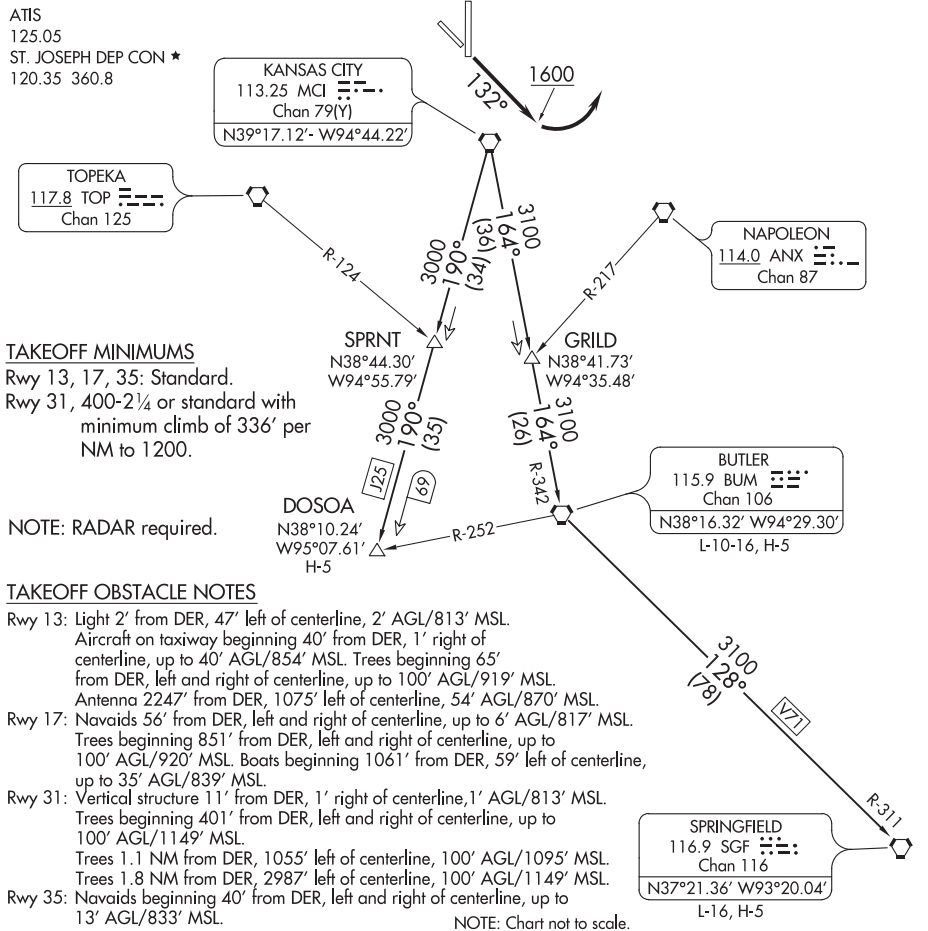 ATIS
125.05
ST. JOSEPH DEP CON ★
120.35 360.8
KANSAS CITY
113.25 MCI
Chan 79(Y)
N39°17.12′- W94°44.22′
132°
1600
TOPEKA
117.8 TOP
Chan 125
R-124
3000
190°
(34)
3100
164°
(36)
NAPOLEON
114.0 ANX
Chan 87
R-217
SPRNT
N38°44.30′
W94°55.79′
GRILD
N38°41.73′
W94°35.48′
TAKEOFF MINIMUMS
Rwy 13, 17, 35: Standard.
Rwy 31, 400-2¼ or standard with
minimum climb of 336′ per
NM to 1200.
3000
190°
(35)
J25
69
3100
164°
(26)
R-342
BUTLER
115.9 BUM
Chan 106
N38°16.32′ W94°29.30′
L-10-16, H-5
NOTE: RADAR required.
DOSOA
N38°10.24′
W95°07.61′
H-5
R-252
TAKEOFF OBSTACLE NOTES
Rwy 13: Light 2′ from DER, 47′ left of centerline, 2′ AGL/813′ MSL.
Aircraft on taxiway beginning 40′ from DER, 1′ right of
centerline, up to 40′ AGL/854′ MSL. Trees beginning 65′
from DER, left and right of centerline, up to 100′ AGL/919′ MSL.
Antenna 2247′ from DER, 1075′ left of centerline, 54′ AGL/870′ MSL.
Rwy 17: Navaids 56′ from DER, left and right of centerline, up to 6′ AGL/817′ MSL.
Trees beginning 851′ from DER, left and right of centerline, up to
100′ AGL/920′ MSL. Boats beginning 1061′ from DER, 59′ left of centerline,
up to 35′ AGL/839′ MSL.
Rwy 31: Vertical structure 11′ from DER, 1′ right of centerline,1′ AGL/813′ MSL.
Trees beginning 401′ from DER, left and right of centerline, up to
100′ AGL/1149′ MSL.
Trees 1.1 NM from DER, 1055′ left of centerline, 100′ AGL/1095′ MSL.
Trees 1.8 NM from DER, 2987′ left of centerline, 100′ AGL/1149′ MSL.
Rwy 35: Navaids beginning 40′ from DER, left and right of centerline, up to
13′ AGL/833′ MSL.
3100
128°
(78)
V71
R-311
SPRINGFIELD
116.9 SGF
Chan 116
N37°21.36′ W93°20.04′
L-16, H-5
NOTE: Chart not to scale.